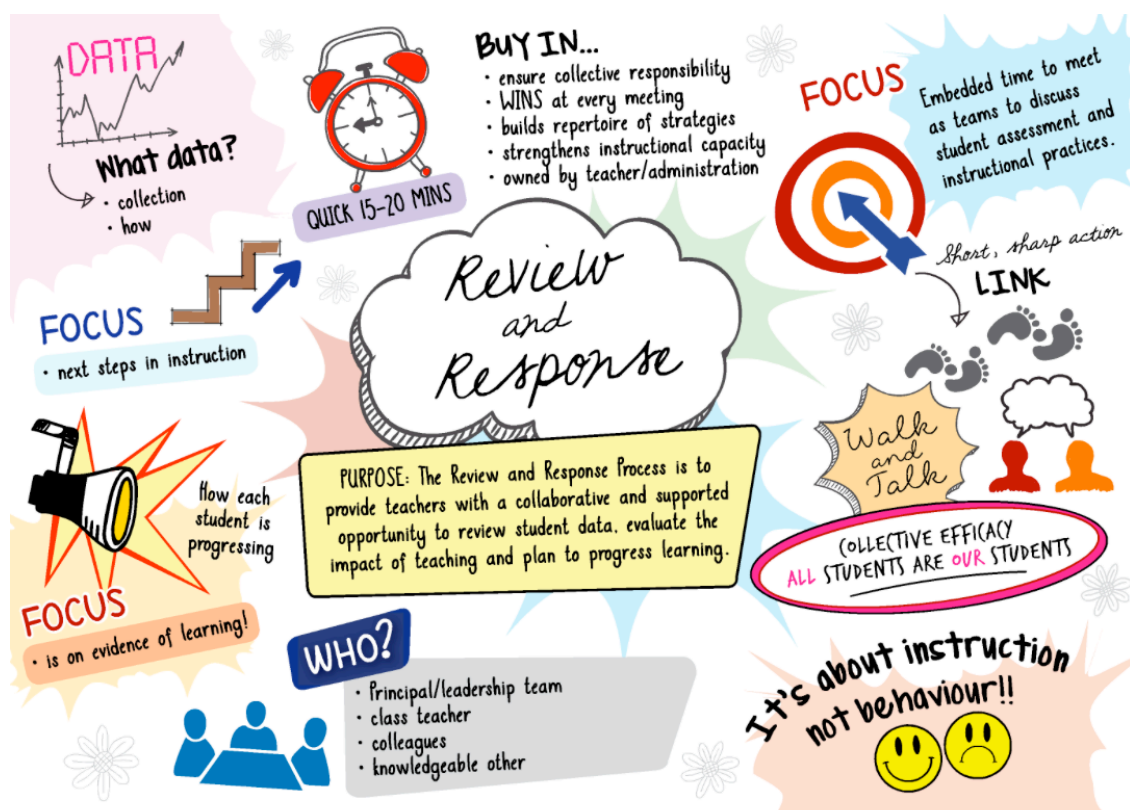 DATA
What data?
• collection
• how
QUICK 15-20 MINS
BUY IN...
• ensure collective responsibility
• WINS at every meeting
• builds repertoire of strategies
• strengthens instructional capacity
• owned by teacher/administration
FOCUS
Embedded time to meet
as teams to discuss
student assessment and
instructional practices.
Short, sharp action
LINK
FOCUS
• next steps in instruction
Review
and
Response
PURPOSE: The Review and Response Process is to
provide teachers with a collaborative and supported
opportunity to review student data, evaluate the
impact of teaching and plan to progress learning.
Walk
and
Talk
COLLECTIVE EFFICACY
ALL STUDENTS ARE OUR STUDENTS
How each
student is
progressing
FOCUS
• is on evidence of learning!
WHO?
• Principal/leadership team
• class teacher
• colleagues
• knowledgeable other
It's about instruction
not behaviour!!